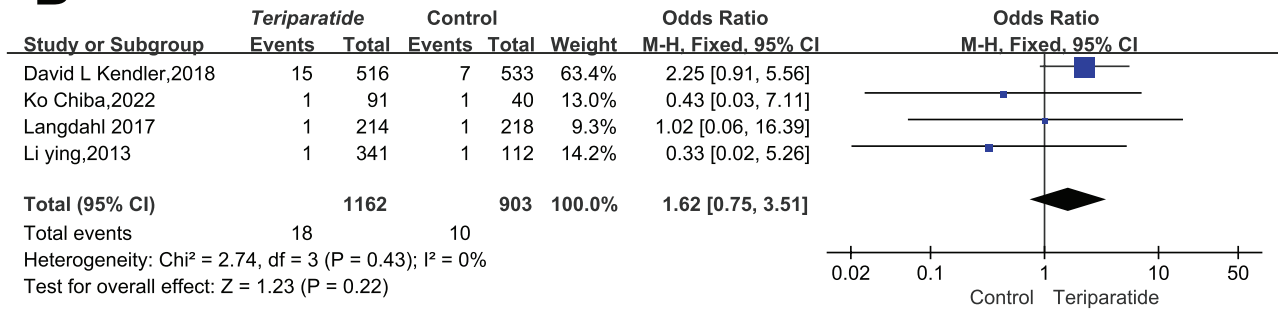 Teriparatide Control Odds Ratio Odds Ratio
Study or Subgroup Events Total Events Total Weight M-H, Fixed, 95% CI M-H, Fixed, 95% CI
David L Kendler,2018 15 516 7 533 63.4% 2.25 [0.91, 5.56]
Ko Chiba,2022 1 91 1 40 13.0% 0.43 [0.03, 7.11]
Langdahl 2017 1 214 1 218 9.3% 1.02 [0.06, 16.39]
Li ying,2013 1 341 1 112 14.2% 0.33 [0.02, 5.26]
Total (95% CI) 1162 903 100.0% 1.62 [0.75, 3.51]
Total events 18 10
Heterogeneity: Chi² = 2.74, df = 3 (P = 0.43); I² = 0%
Test for overall effect: Z = 1.23 (P = 0.22)
0.02 0.1 1 10 50
Control Teriparatide